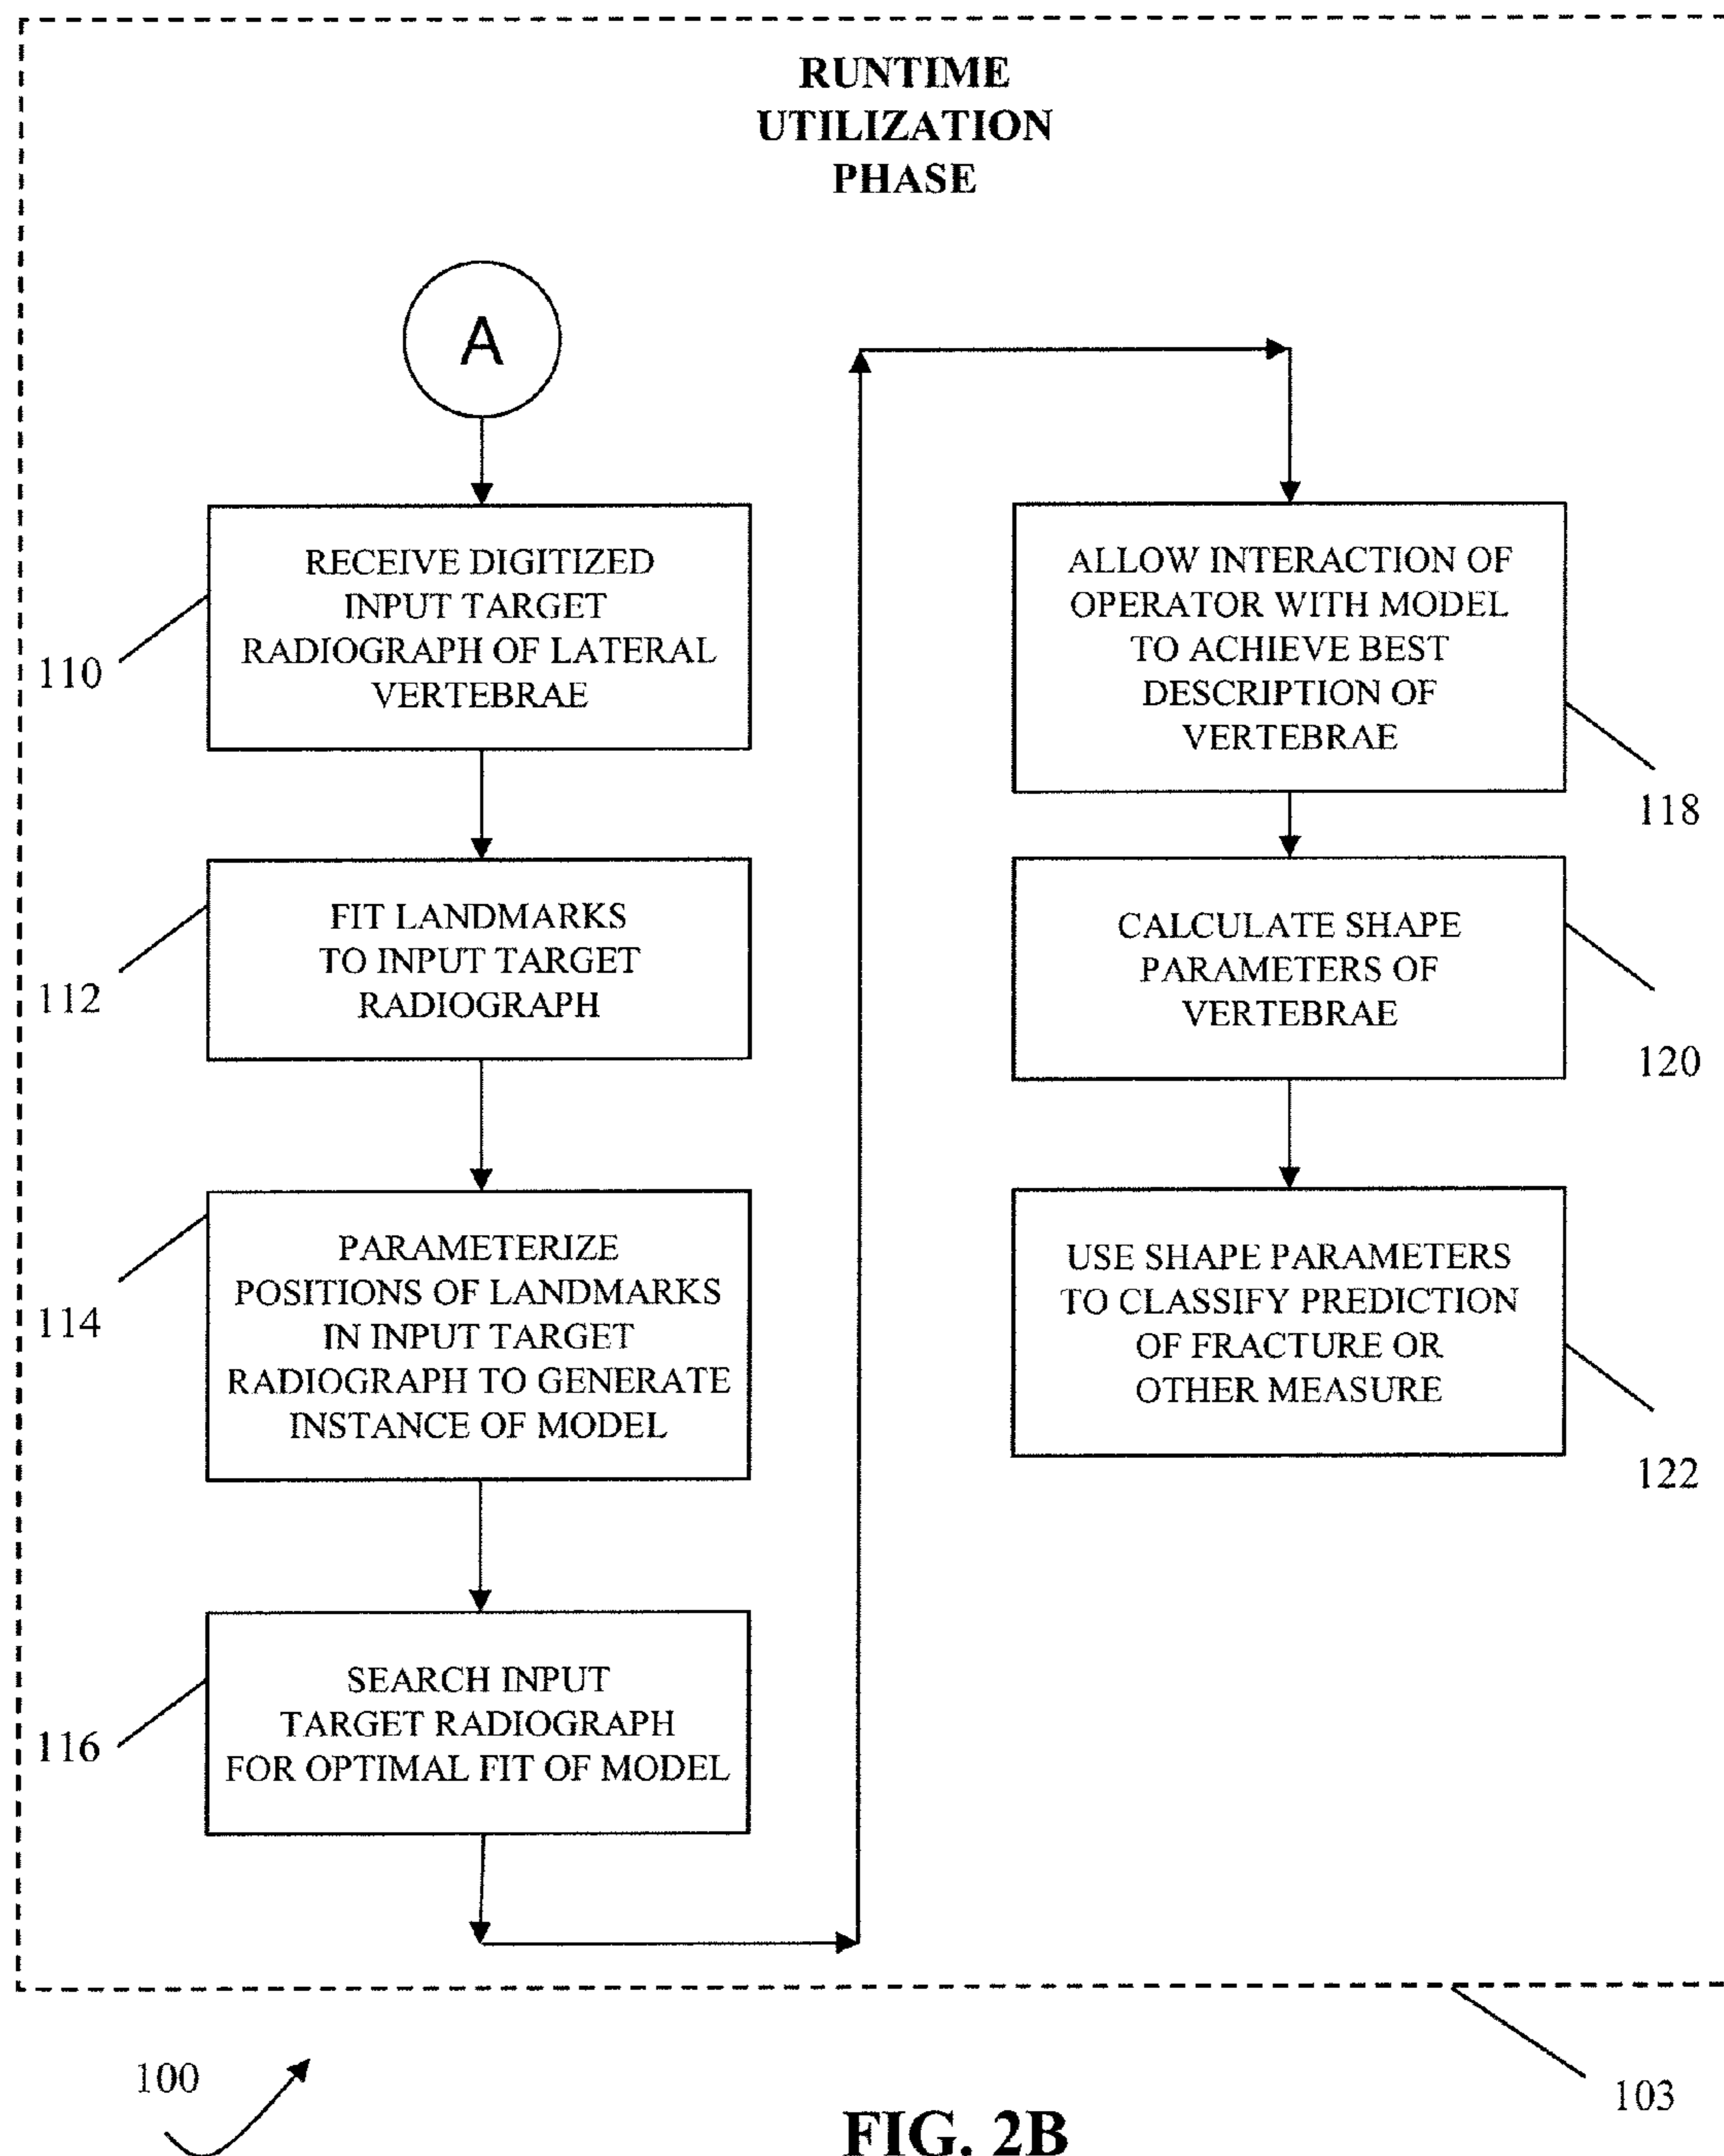 RUNTIME
UTILIZATION
PHASE
A
RECEIVE DIGITIZED
INPUT TARGET
RADIOGRAPH OF LATERAL
VERTEBRAE
110
FIT LANDMARKS
TO INPUT TARGET
RADIOGRAPH
112
PARAMETERIZE
POSITIONS OF LANDMARKS
IN INPUT TARGET
RADIOGRAPH TO GENERATE
INSTANCE OF MODEL
114
SEARCH INPUT
TARGET RADIOGRAPH
FOR OPTIMAL FIT OF MODEL
116
ALLOW INTERACTION OF
OPERATOR WITH MODEL
TO ACHIEVE BEST
DESCRIPTION OF
VERTEBRAE
118
CALCULATE SHAPE
PARAMETERS OF
VERTEBRAE
120
USE SHAPE PARAMETERS
TO CLASSIFY PREDICTION
OF FRACTURE OR
OTHER MEASURE
122
100
103
FIG. 2B